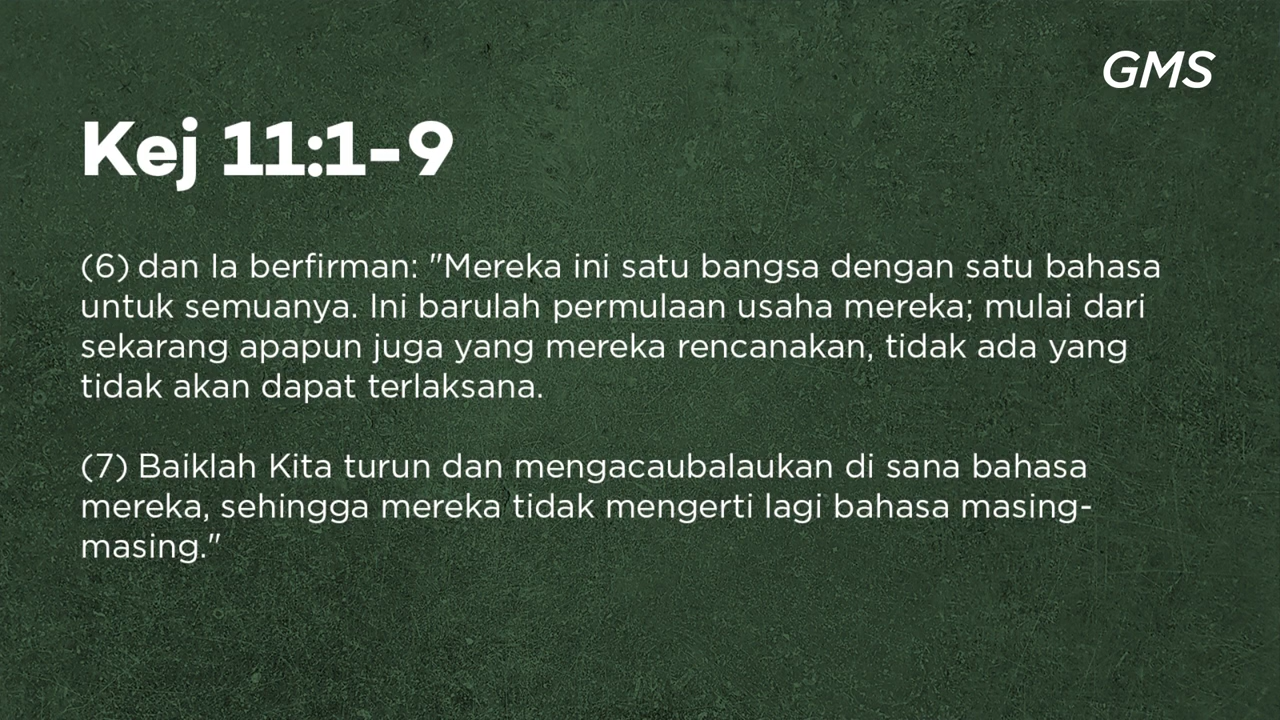 GMS
Kej 11:1-9
(6) dan Ia berfirman: "Mereka ini satu bangsa dengan satu bahasa
untuk semuanya. Ini barulah permulaan usaha mereka; mulai dari
sekarang apapun juga yang mereka rencanakan, tidak ada yang
tidak akan dapat terlaksana.
(7) Baiklah Kita turun dan mengacaubalaukan di sana bahasa
mereka, sehingga mereka tidak mengerti lagi bahasa masing-
masing."